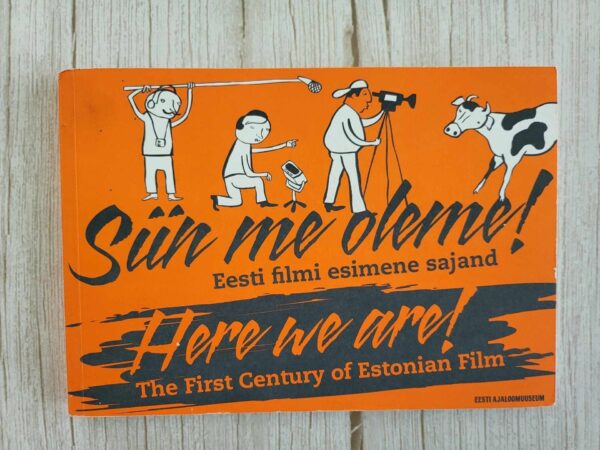 Siin me oleme!
Eesti filmi esimene sajand
Here we are!
The First Century of Estonian Film
EESTI AJALOOMUUSEUM